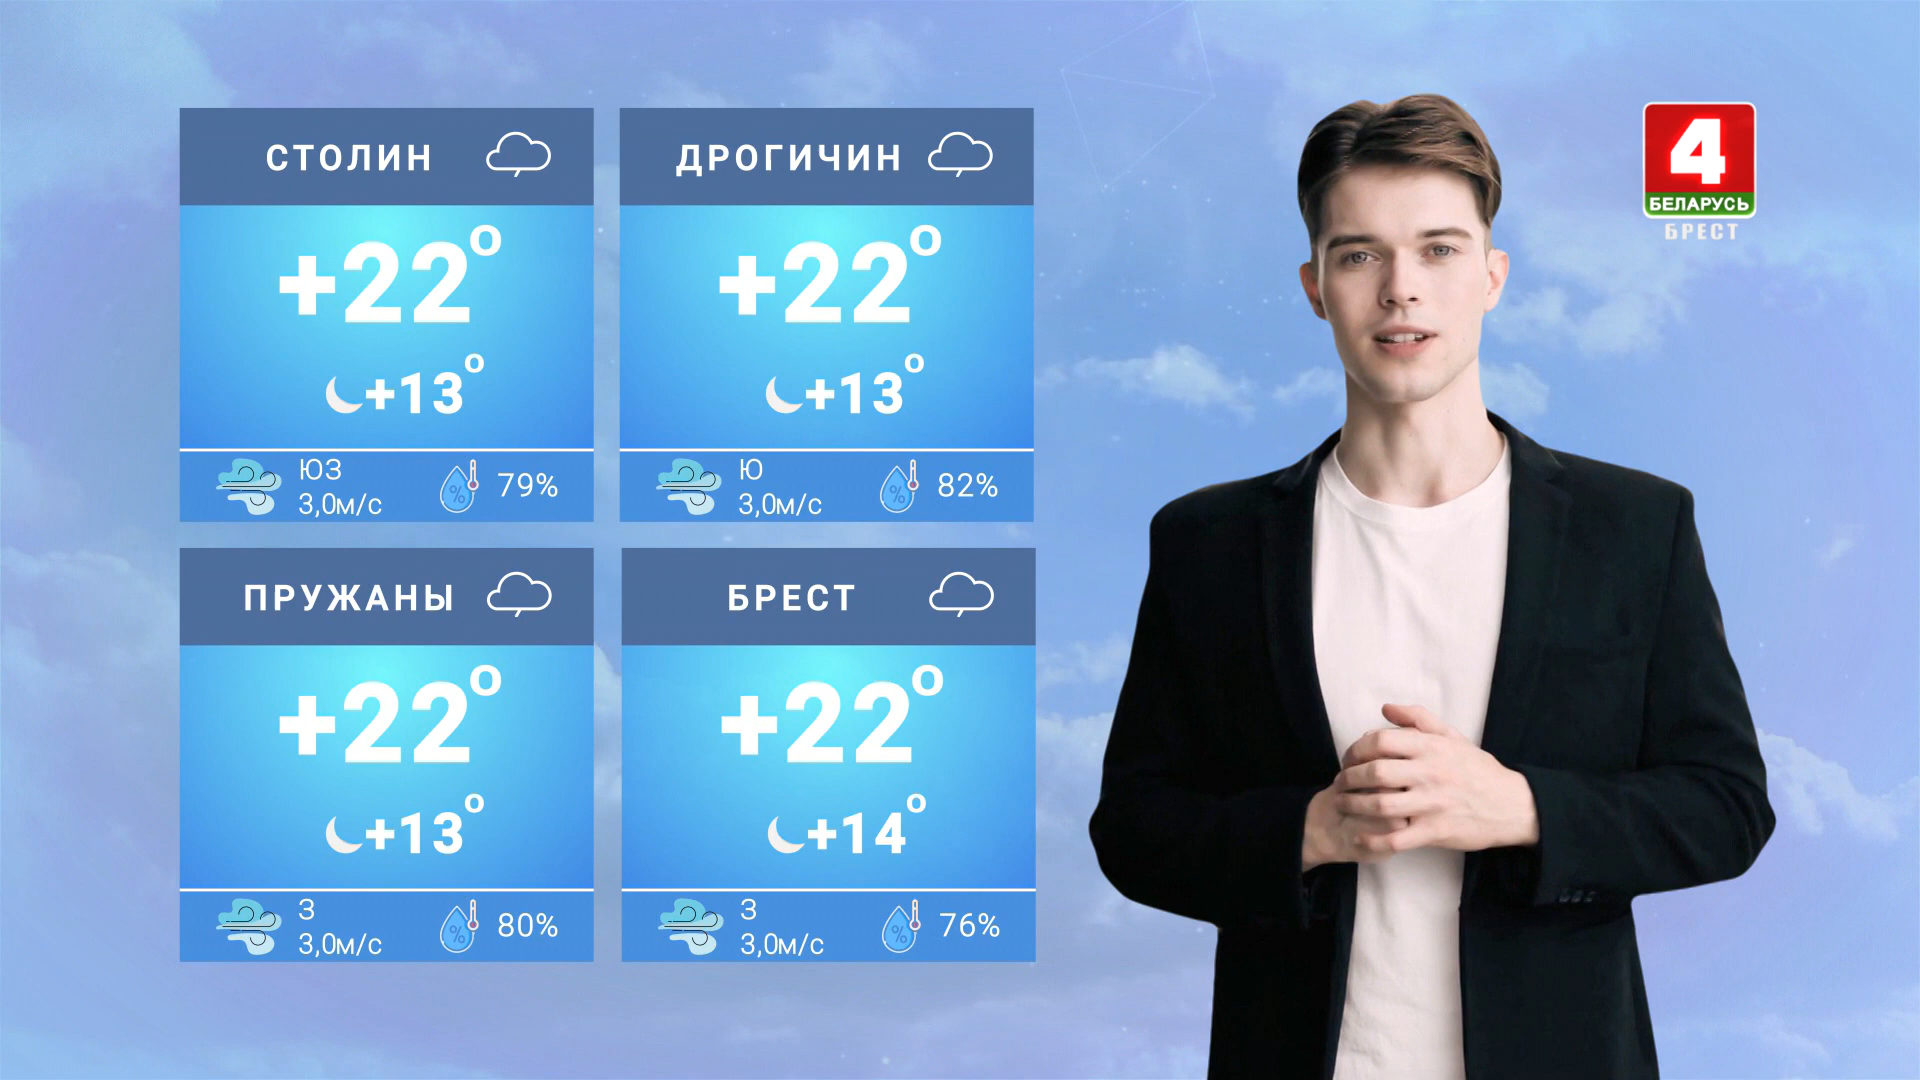 СТОЛИН
+22°
+13°
ЮЗ
3,0м/с
79%
ДРОГИЧИН
+22°
+13°
Ю
3,0м/с
82%
ПРУЖАНЫ
+22°
+13°
З
3,0м/с
%
80%
БРЕСТ
+22°
+14°
З
3,0м/с
%
76%
4
БЕЛАРУСЬ
БРЕСТ